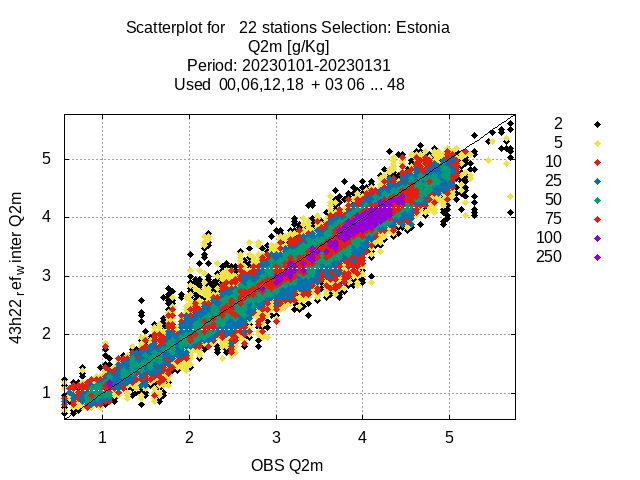 Scatterplot for   22 stations Selection: Estonia
Q2m [g/Kg]
Period: 20230101-20230131
Used  00,06,12,18  + 03 06 ... 48
2
5
10
25
50
75
100
250
5
4
3
2
1
43h22_ref_winter Q2m
1 2 3 4 5
OBS Q2m